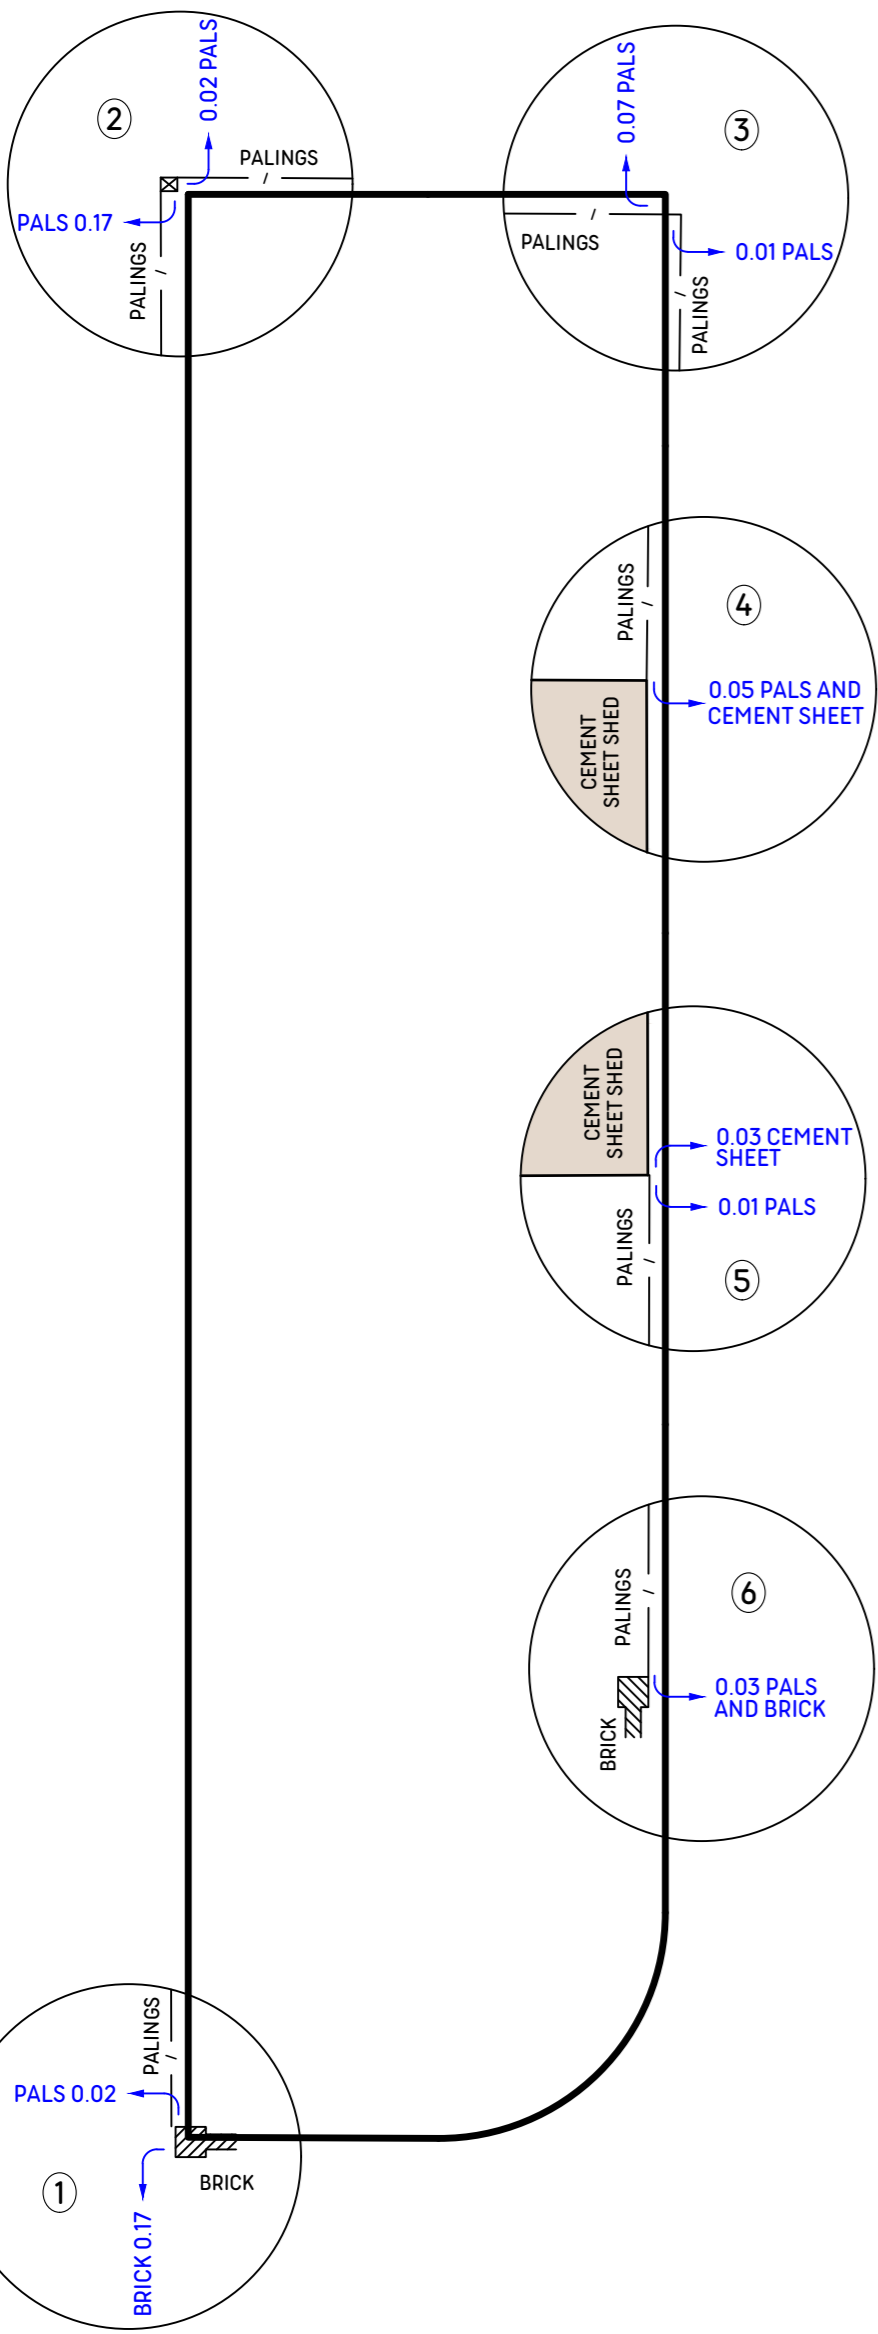 2
0.02 PALS
PALINGS
PALS 0.17
PALINGS
0.07 PALS
3
PALINGS
0.01 PALS
PALINGS
PALINGS
4
0.05 PALS AND
CEMENT SHEET
CEMENT
SHEET SHED
CEMENT
SHEET SHED
0.03 CEMENT
SHEET
0.01 PALS
PALINGS
5
PALINGS
6
0.03 PALS
AND BRICK
BRICK
PALINGS
PALS 0.02
1
BRICK
BRICK 0.17